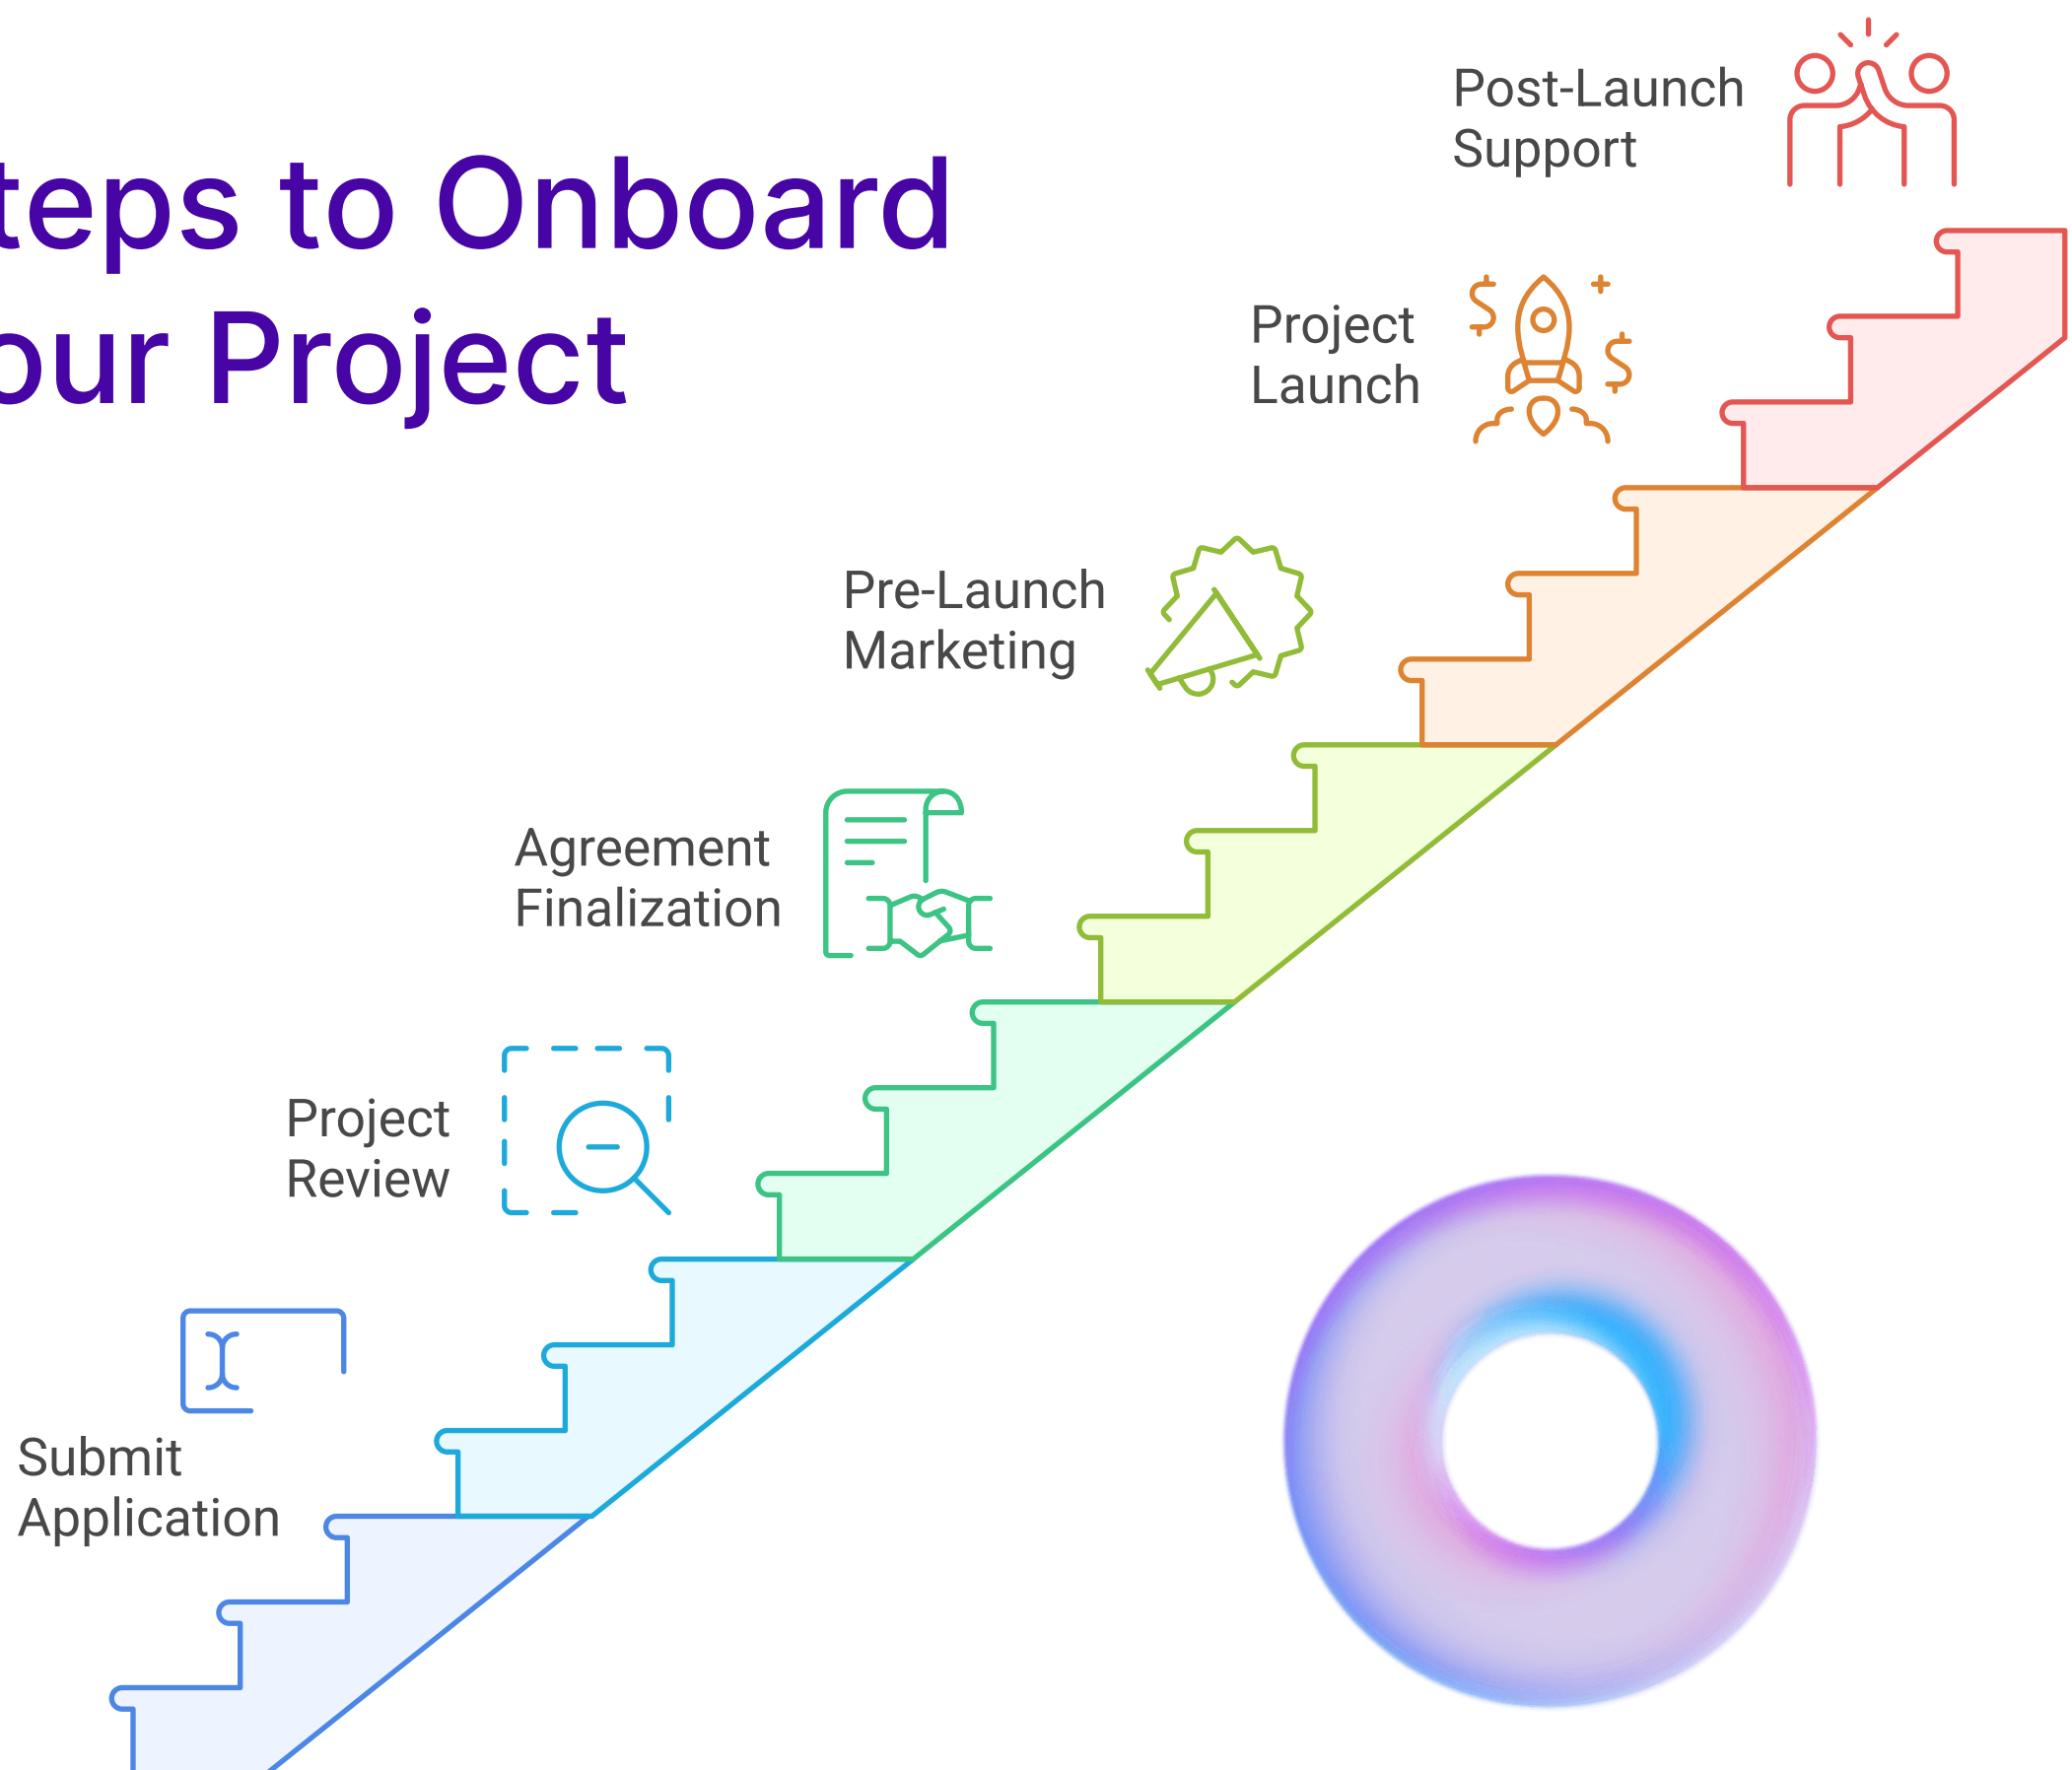 teps to Onboard
our Project
Post-Launch
Support
Project
Launch
Pre-Launch
Marketing
Agreement
Finalization
Project
Review
Submit
Application